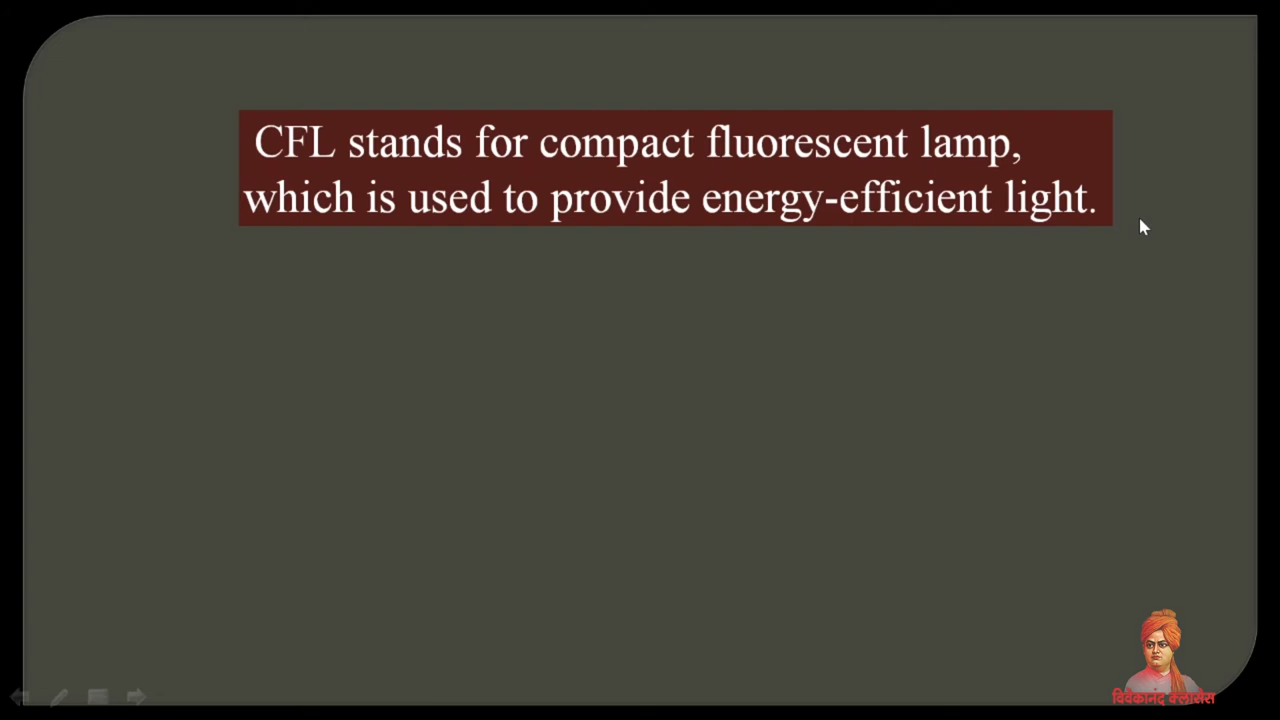 CFL stands for compact fluorescent lamp,
which is used to provide energy-efficient light.
विवेकानंद क्लासेस